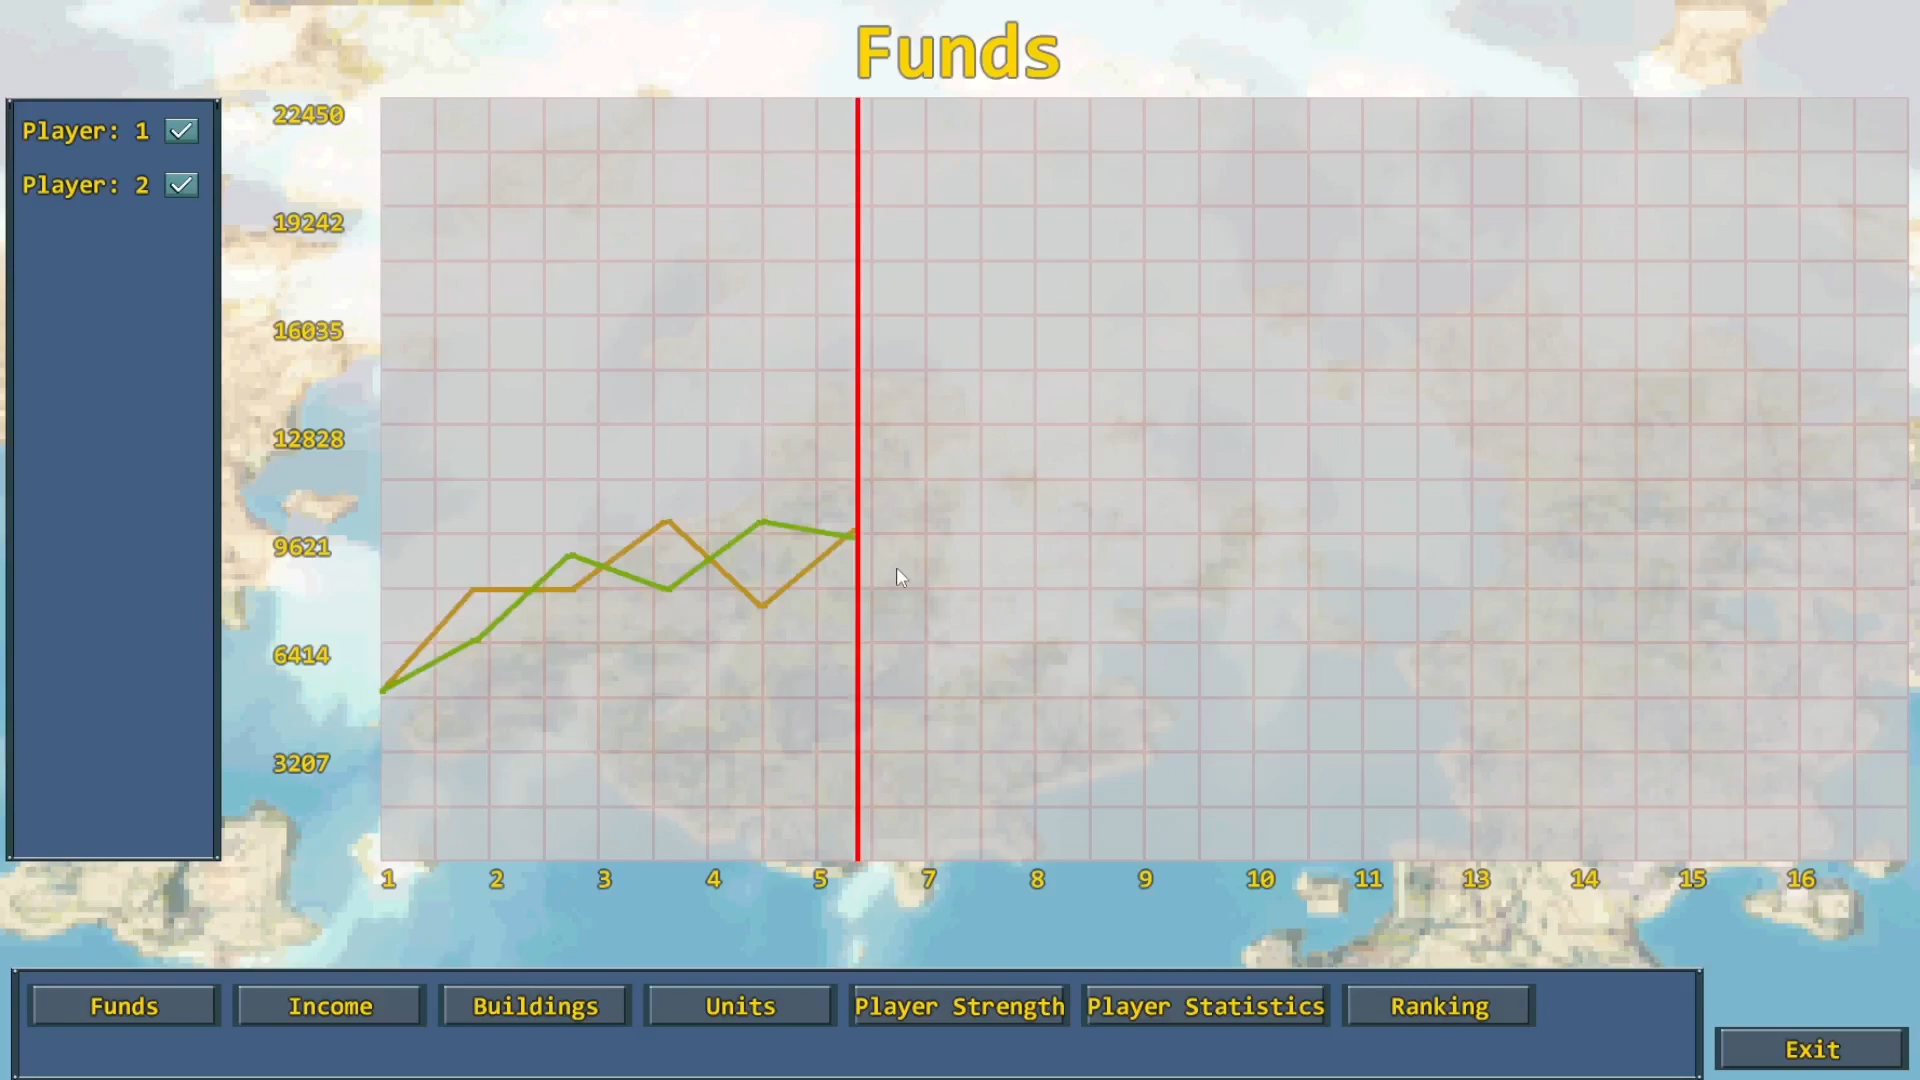 Funds
Player: 1
Player: 2
22450
19242
16035
12828
9621
6414
3207
1 2 3 4 5 7 8 9 10 11 13 14 15 16
Funds Income Buildings Units Player Strength Player Statistics Ranking
Exit